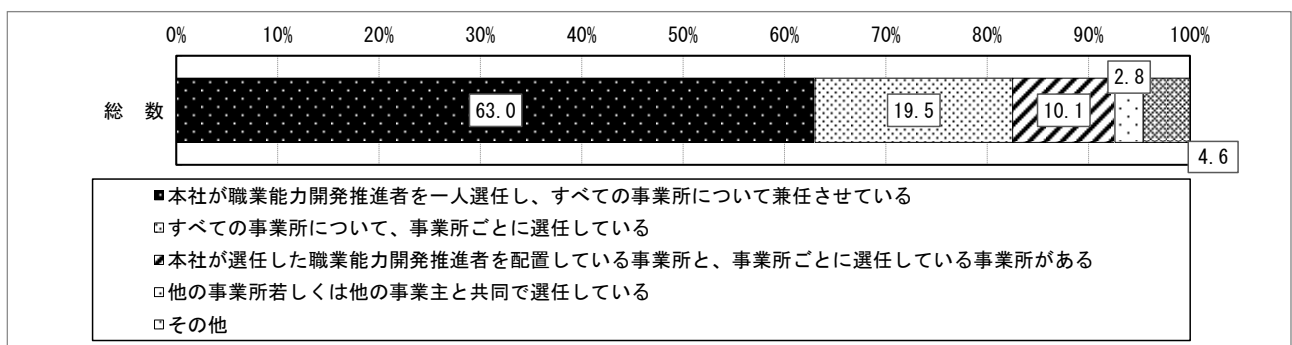 0% 10% 20% 30% 40% 50% 60% 70% 80% 90% 100%
2.8
総 数 63.0 19.5 10.1
4.6
本社が職業能力開発推進者を一人選任し、すべての事業所について兼任させている
すべての事業所について、事業所ごとに選任している
本社が選任した職業能力開発推進者を配置している事業所と、事業所ごとに選任している事業所がある
他の事業所若しくは他の事業主と共同で選任している
その他